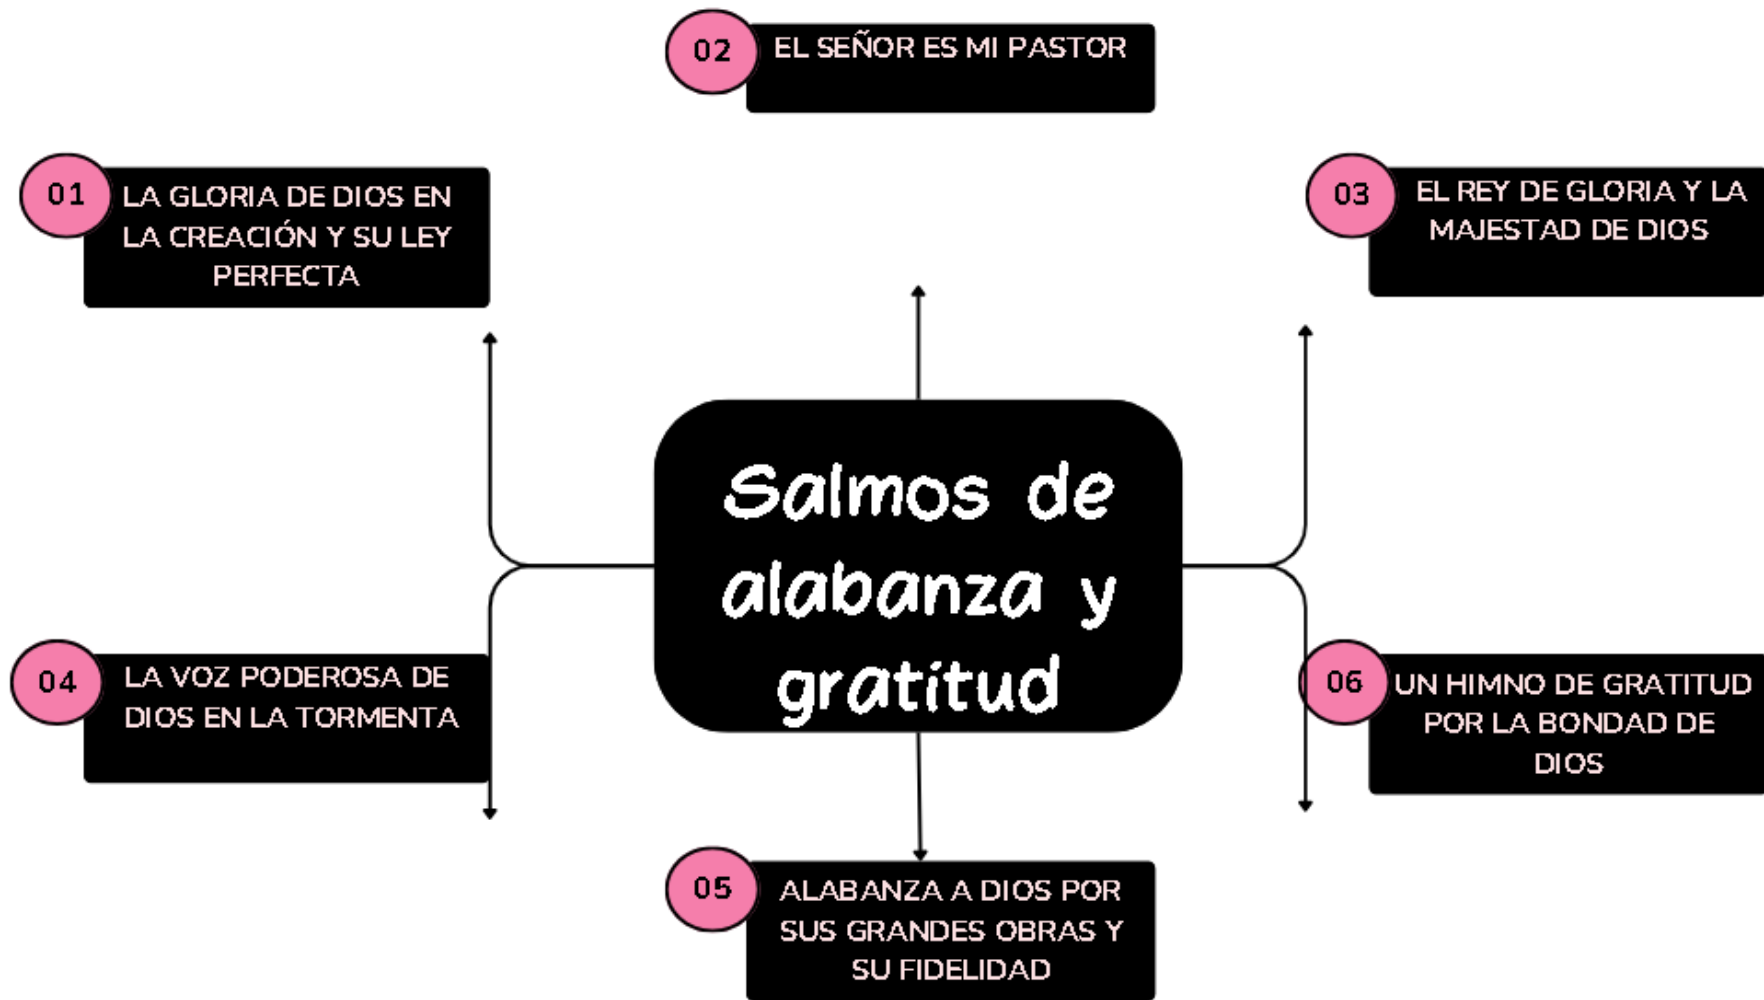 02
EL SEÑOR ES MI PASTOR
01
LA GLORIA DE DIOS EN
LA CREACIÓN Y SU LEY
PERFECTA
03
EL REY DE GLORIA Y LA
MAJESTAD DE DIOS
Salmos de
alabanza y
gratitud
04
LA VOZ PODEROSA DE
DIOS EN LA TORMENTA
06
UN HIMNO DE GRATITUD
POR LA BONDAD DE
DIOS
05
ALABANZA A DIOS POR
SUS GRANDES OBRAS Y
SU FIDELIDAD